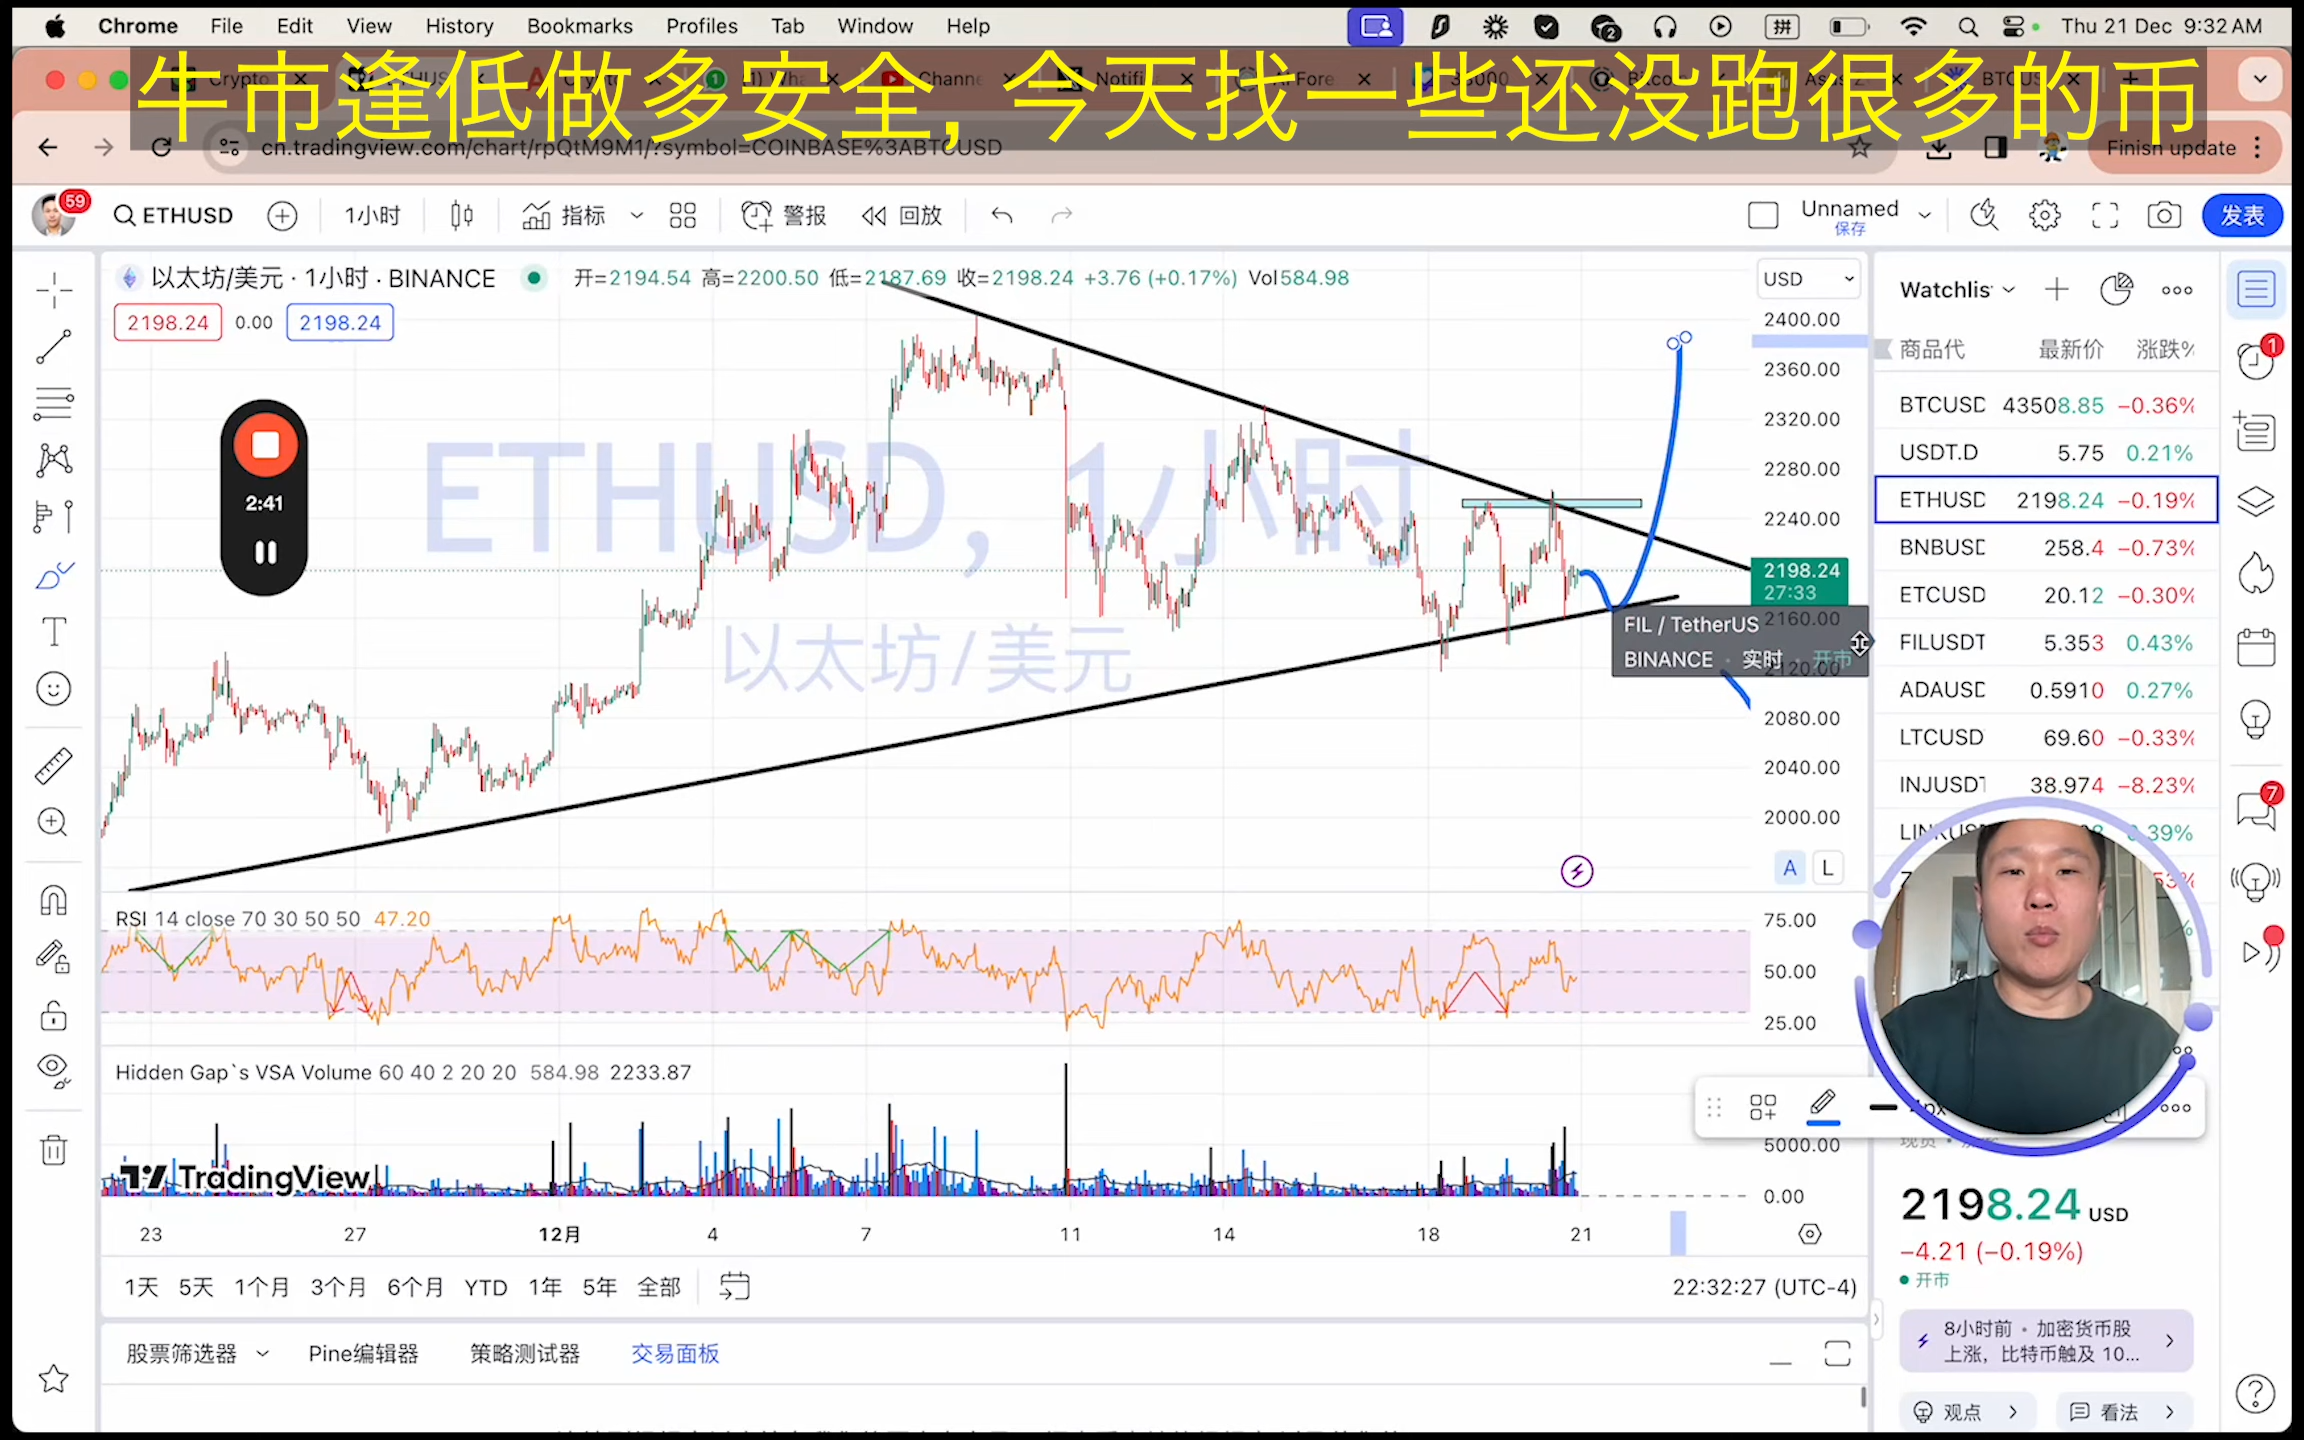 Chrome File Edit View History Bookmarks Profiles Tab Window Help
Thu 21 Dec 9:32 AM
牛市逢低做多安全, 今天找一些还没跑很多的币
cn.tradingview.com/chart/rpQtM9M1/?symbol=COINBASE%3ABTCUSD
Finish update
59
ETHUSD 1小时 指标 警报 回放
Unnamed
保存
发表
以太坊/美元 · 1小时 · BINANCE
开=2194.54 高=2200.50 低=2187.69 收=2198.24 +3.76 (+0.17%) Vol584.98
2198.24 0.00 2198.24
USD
ETHUSD, 1小时
以太坊/美元
2:41
2400.00
2360.00
2320.00
2280.00
2240.00
2198.24
27:33
2160.00
2120.00
2080.00
2040.00
2000.00
A L
FIL / TetherUS
BINANCE · 实时 · 开市
RSI 14 close 70 30 50 50 47.20
75.00
50.00
25.00
Hidden Gap`s VSA Volume 60 40 2 20 20 584.98 2233.87
5000.00
0.00
TradingView
23 27 12月 4 7 11 14 18 21
1天 5天 1个月 3个月 6个月 YTD 1年 5年 全部
22:32:27 (UTC-4)
股票筛选器 Pine编辑器 策略测试器 交易面板
Watchlis
商品代 最新价 涨跌%
BTCUSD 43508.85 −0.36%
USDT.D 5.75 0.21%
ETHUSD 2198.24 −0.19%
BNBUSD 258.4 −0.73%
ETCUSD 20.12 −0.30%
FILUSDT 5.353 0.43%
ADAUSD 0.5910 0.27%
LTCUSD 69.60 −0.33%
INJUSDT 38.974 −8.23%
2198.24 USD
−4.21 (−0.19%)
开市
8小时前 · 加密货币股
上涨，比特币触及 10...
观点 看法
1
7